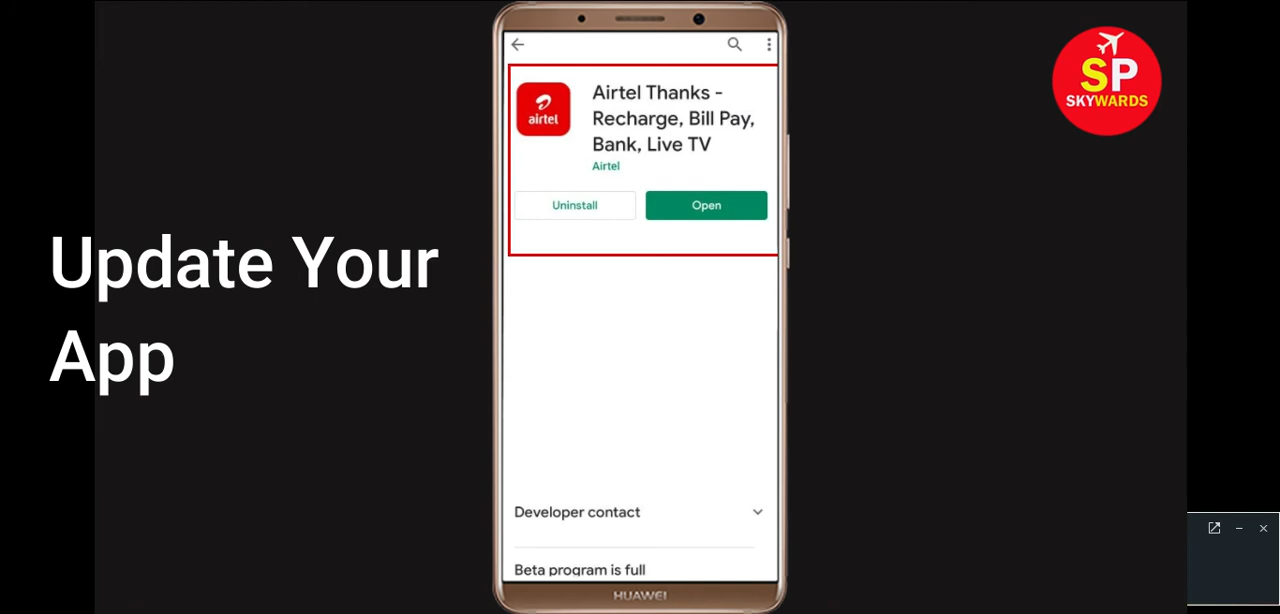 SP
SKYWARDS
airtel
Airtel Thanks -
Recharge, Bill Pay,
Bank, Live TV
Airtel
Uninstall
Open
Update Your
App
Developer contact
Beta program is full
HUAWEI